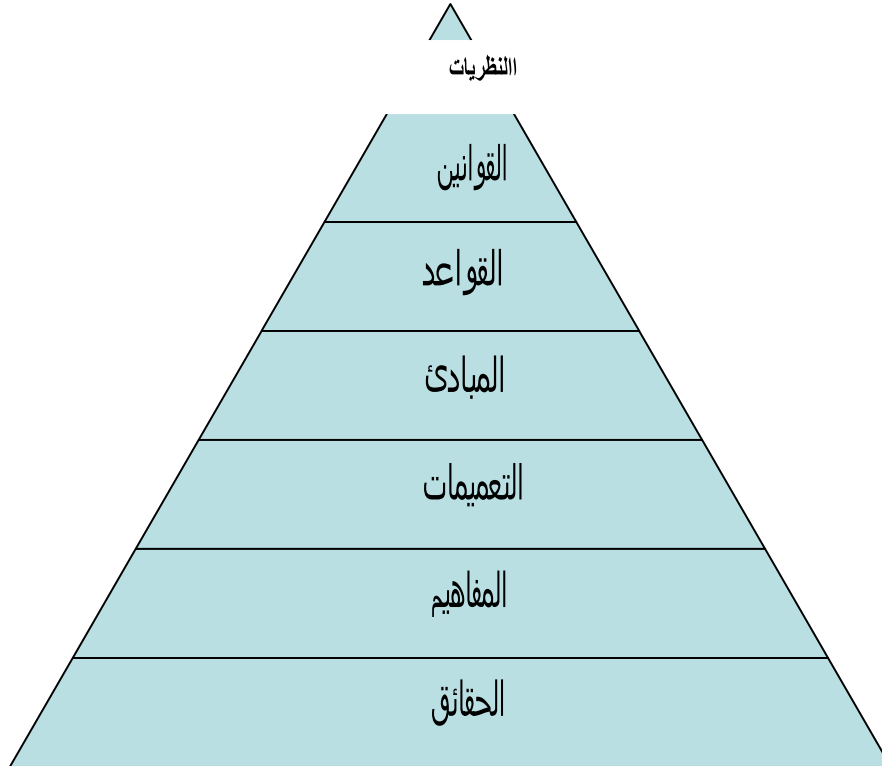 االنظريات
القوانين
القواعد
المبادئ
التعميمات
المفاهيم
الحقائق